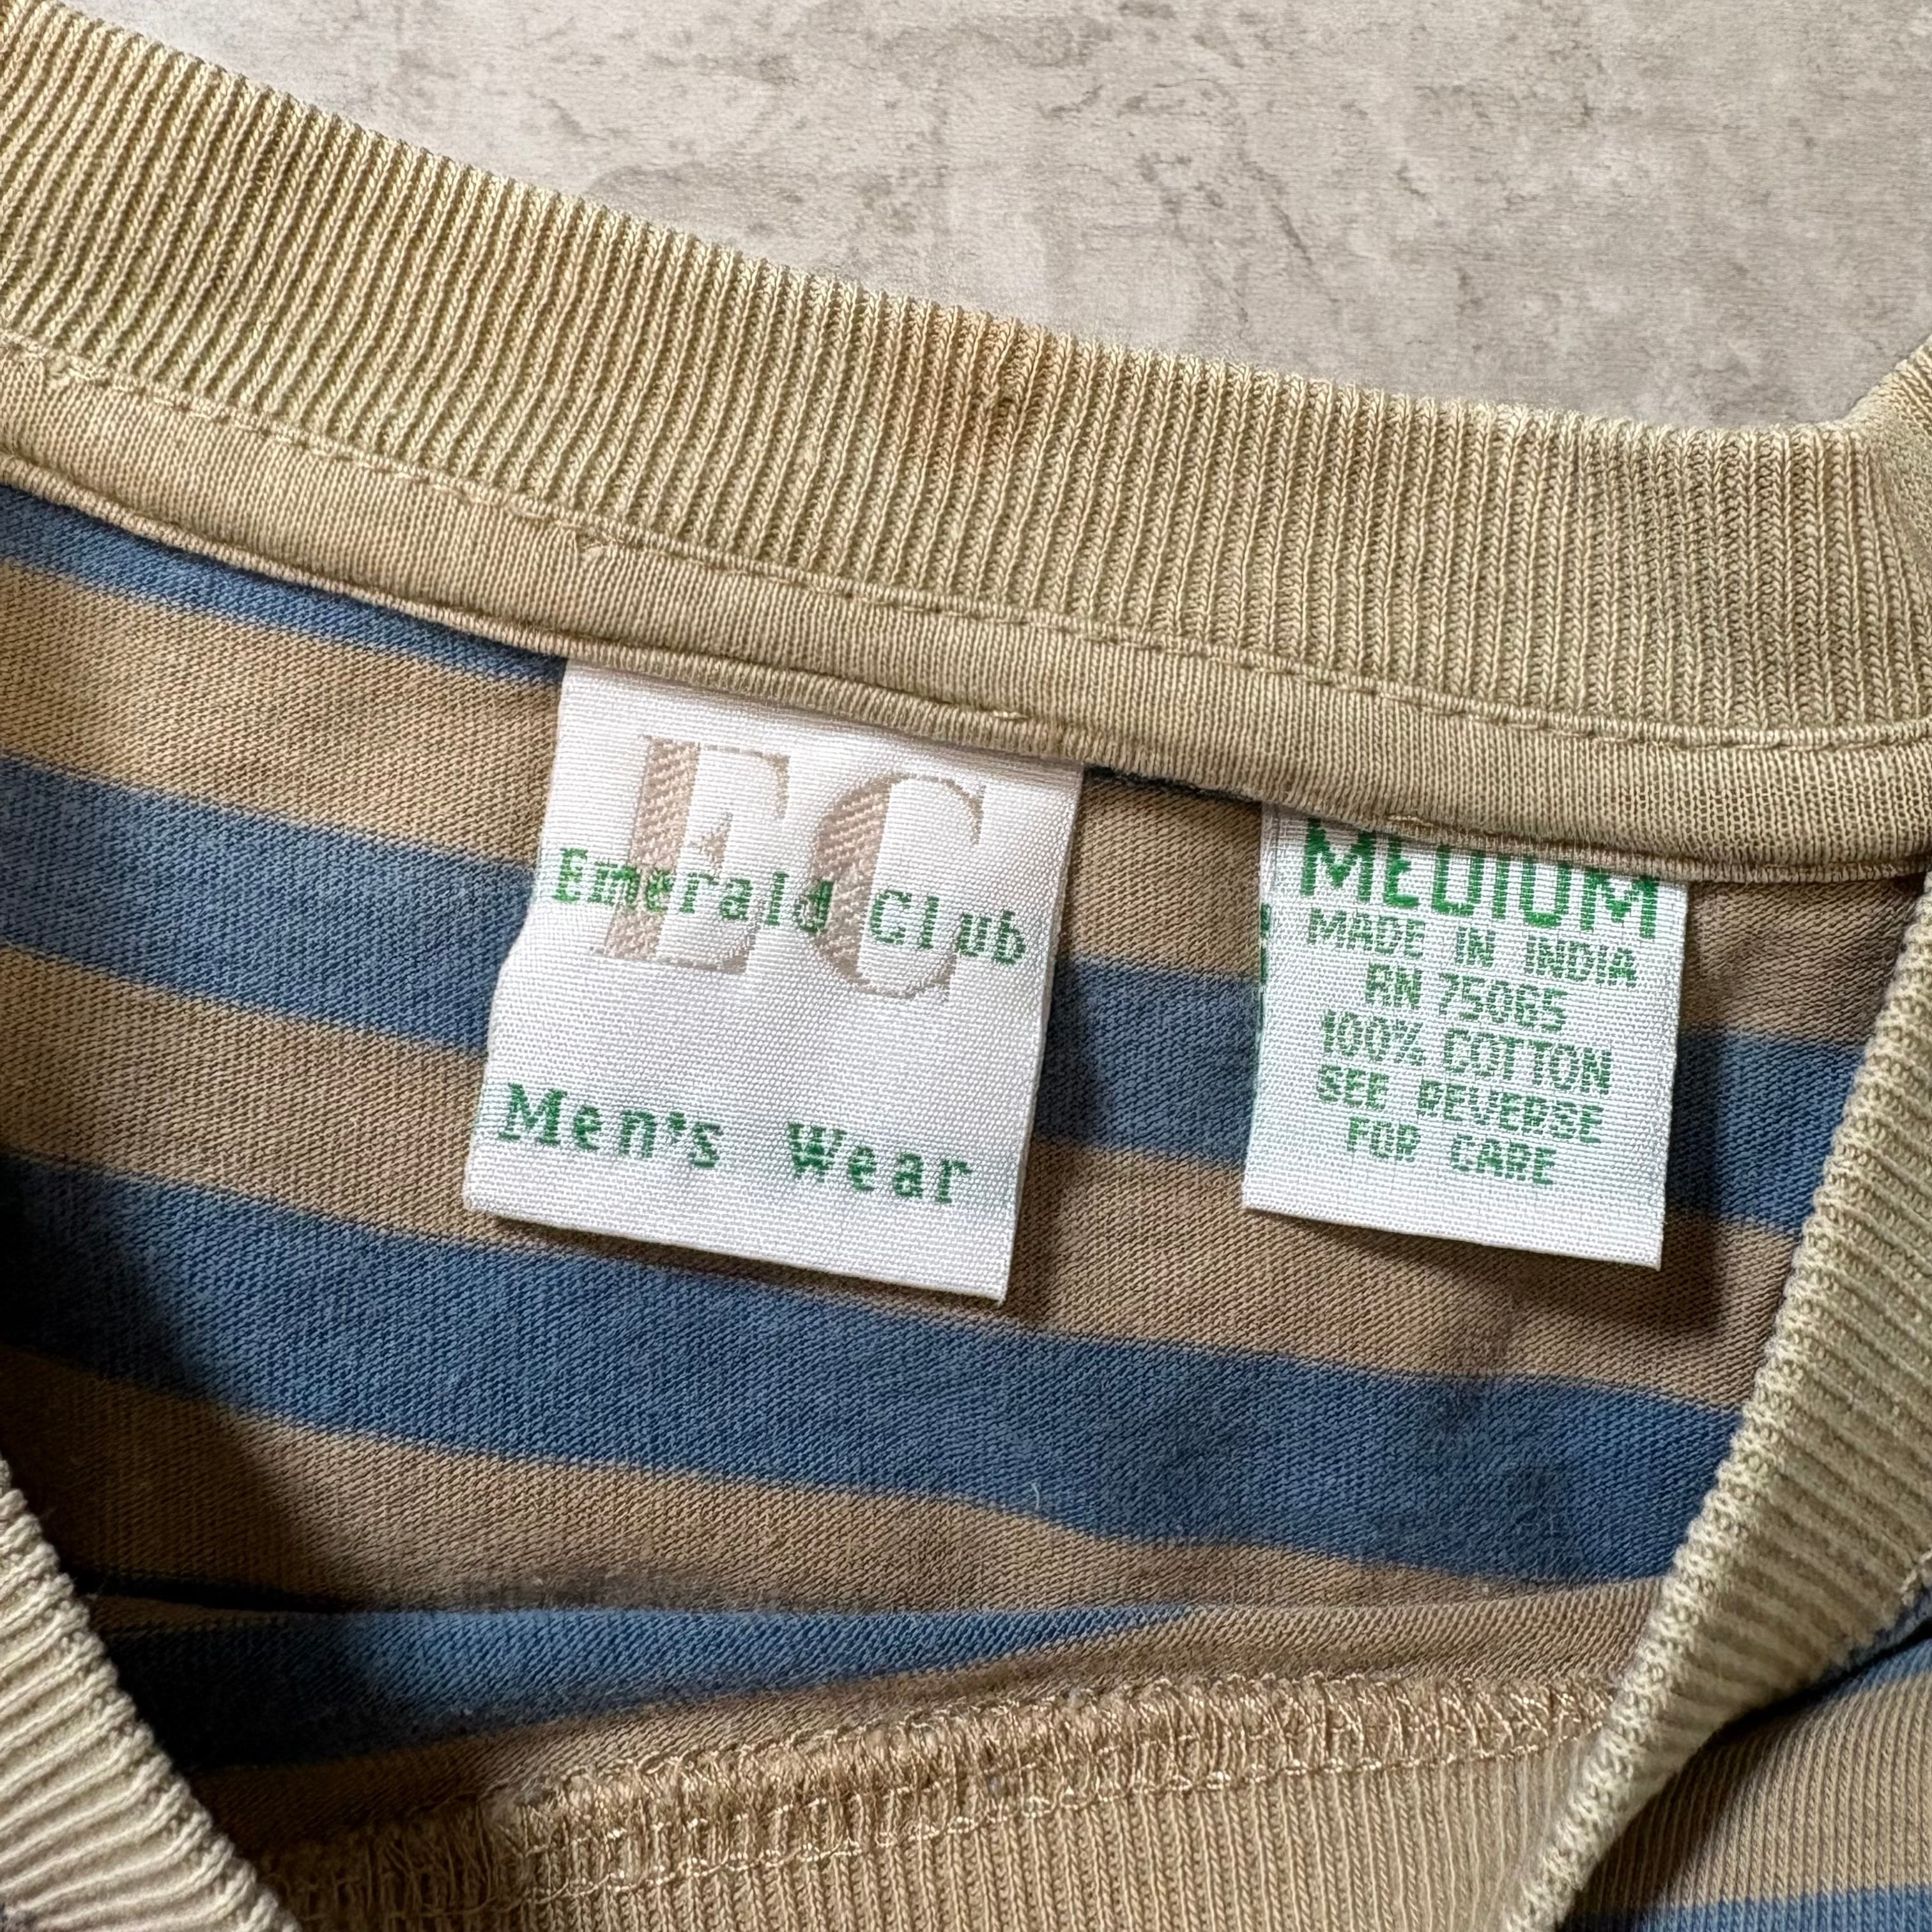 EC
Emerald Club
Men's Wear
MEDIUM
MADE IN INDIA
RN 75065
100% COTTON
SEE REVERSE
FOR CARE